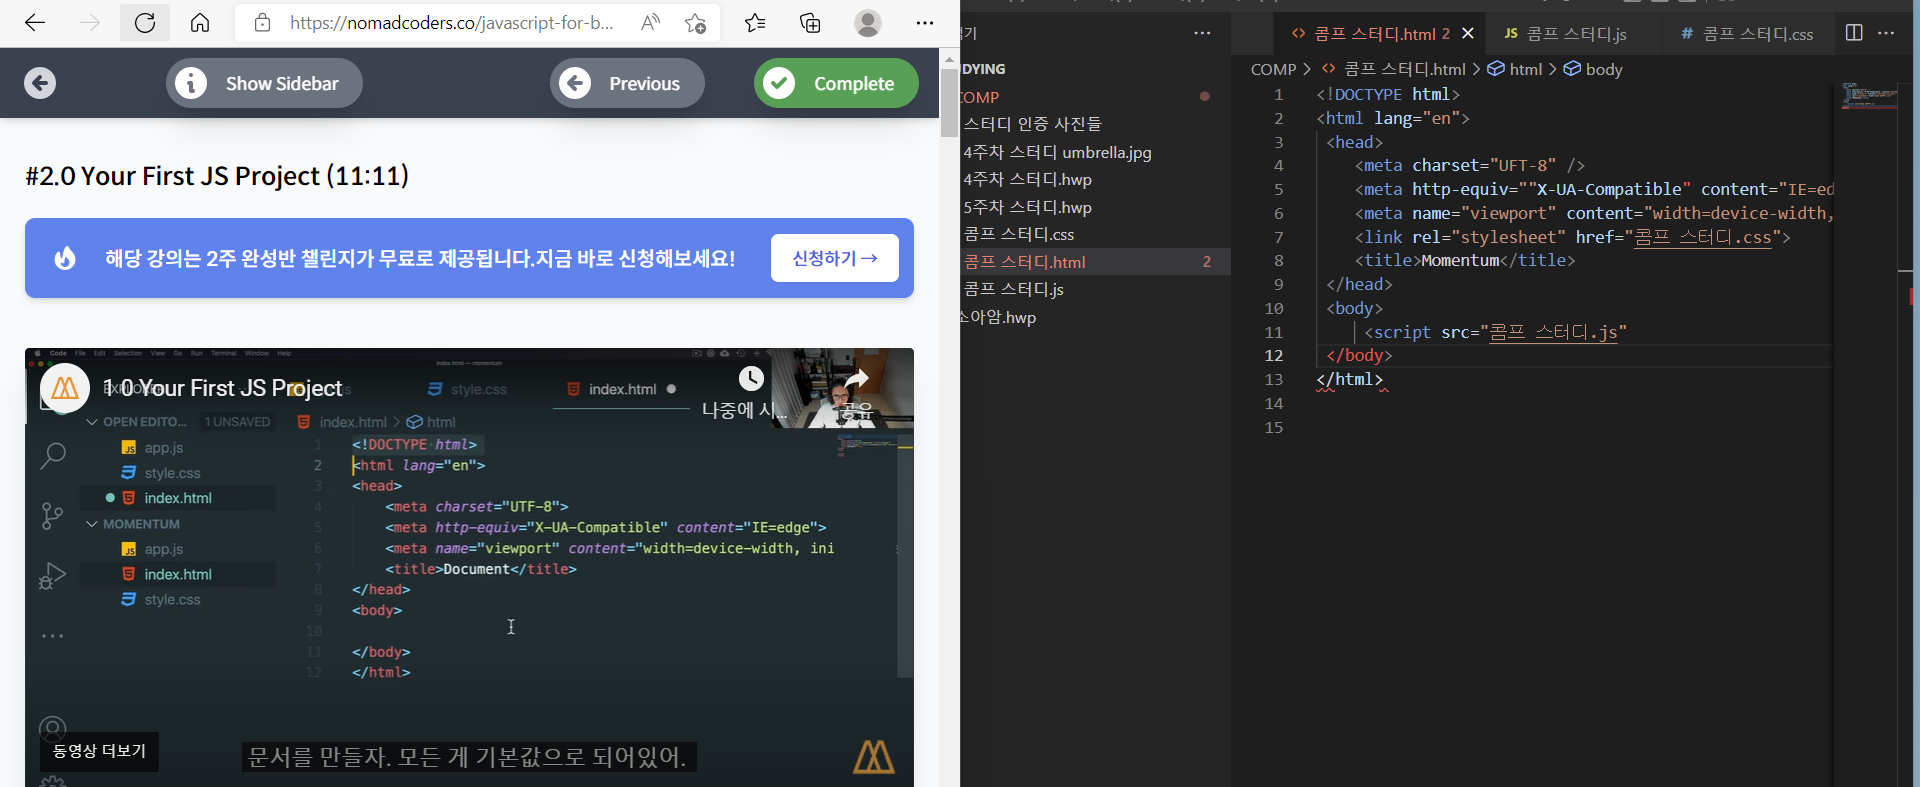 https://nomadcoders.co/javascript-for-b...
Show Sidebar
Previous
Complete
#2.0 Your First JS Project (11:11)
해당 강의는 2주 완성반 챌린지가 무료로 제공됩니다.지금 바로 신청해보세요!
신청하기 →
Code File Edit Selection View Go Run Terminal Window Help
index.html — momentum
1 0 Your First JS Project
style.css
index.html
나중에 시...
공유
OPEN EDITO... 1 UNSAVED
index.html > html
app.js
style.css
index.html
MOMENTUM
app.js
index.html
style.css
1 <!DOCTYPE html>
2 <html lang="en">
3 <head>
4 <meta charset="UTF-8">
5 <meta http-equiv="X-UA-Compatible" content="IE=edge">
6 <meta name="viewport" content="width=device-width, ini
7 <title>Document</title>
8 </head>
9 <body>
10
11 </body>
12 </html>
동영상 더보기
문서를 만들자. 모든 게 기본값으로 되어있어.
DYING
COMP
스터디 인증 사진들
4주차 스터디 umbrella.jpg
4주차 스터디.hwp
5주차 스터디.hwp
콤프 스터디.css
콤프 스터디.html 2
콤프 스터디.js
소아암.hwp
<> 콤프 스터디.html 2
JS 콤프 스터디.js
# 콤프 스터디.css
COMP > <> 콤프 스터디.html > html > body
1 <!DOCTYPE html>
2 <html lang="en">
3 <head>
4 <meta charset="UFT-8" />
5 <meta http-equiv=""X-UA-Compatible" content="IE=ed
6 <meta name="viewport" content="width=device-width,
7 <link rel="stylesheet" href="콤프 스터디.css">
8 <title>Momentum</title>
9 </head>
10 <body>
11 <script src="콤프 스터디.js"
12 </body>
13 </html>
14
15